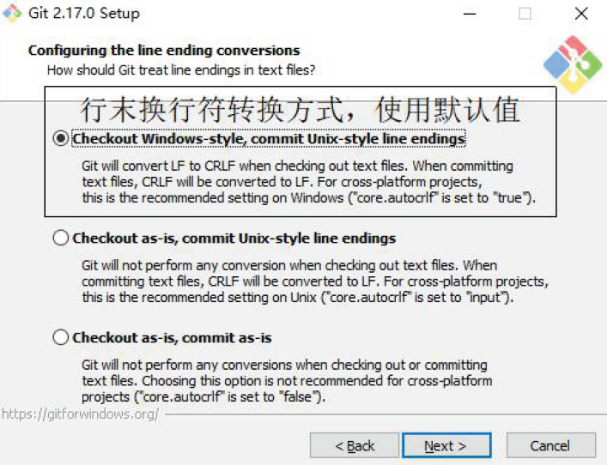 Git 2.17.0 Setup
Configuring the line ending conversions
How should Git treat line endings in text files?
行末换行符转换方式，使用默认值
Checkout Windows-style, commit Unix-style line endings
Git will convert LF to CRLF when checking out text files. When committing
text files, CRLF will be converted to LF. For cross-platform projects,
this is the recommended setting on Windows ("core.autocrlf" is set to "true").
Checkout as-is, commit Unix-style line endings
Git will not perform any conversion when checking out text files. When
committing text files, CRLF will be converted to LF. For cross-platform projects,
this is the recommended setting on Unix ("core.autocrlf" is set to "input").
Checkout as-is, commit as-is
Git will not perform any conversions when checking out or committing
text files. Choosing this option is not recommended for cross-platform
projects ("core.autocrlf" is set to "false").
https://gitforwindows.org/
< Back
Next >
Cancel